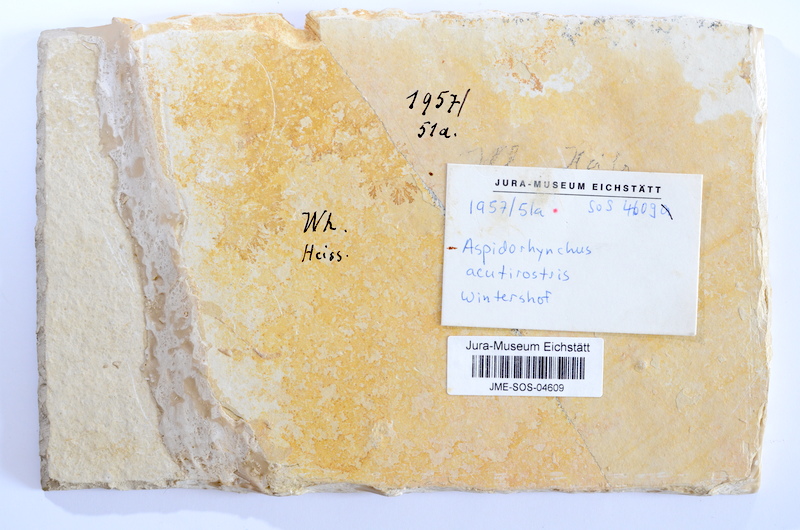 1957/
51a.
Wh.
Heiss.
JURA-MUSEUM EICHSTÄTT
1957/51a SOS 4609
Aspidorhynchus
acutirostris
Wintershof
Jura-Museum Eichstätt
JME-SOS-04609